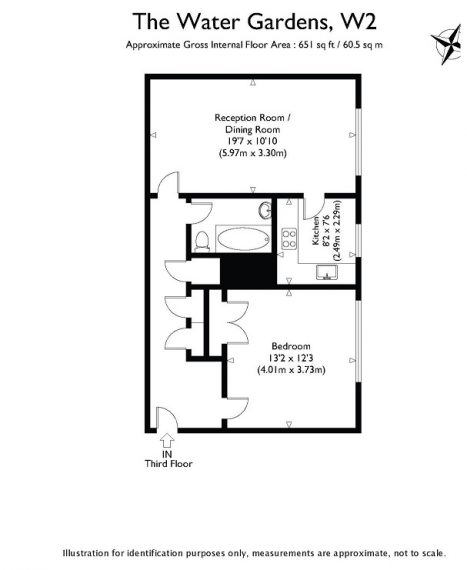 The Water Gardens, W2
Approximate Gross Internal Floor Area : 651 sq ft / 60.5 sq m
N
Reception Room /
Dining Room
19'7 x 10'10
(5.97m x 3.30m)
Kitchen
8'2 x 7'6
(2.49m x 2.29m)
Bedroom
13'2 x 12'3
(4.01m x 3.73m)
IN
Third Floor
Illustration for identification purposes only, measurements are approximate, not to scale.